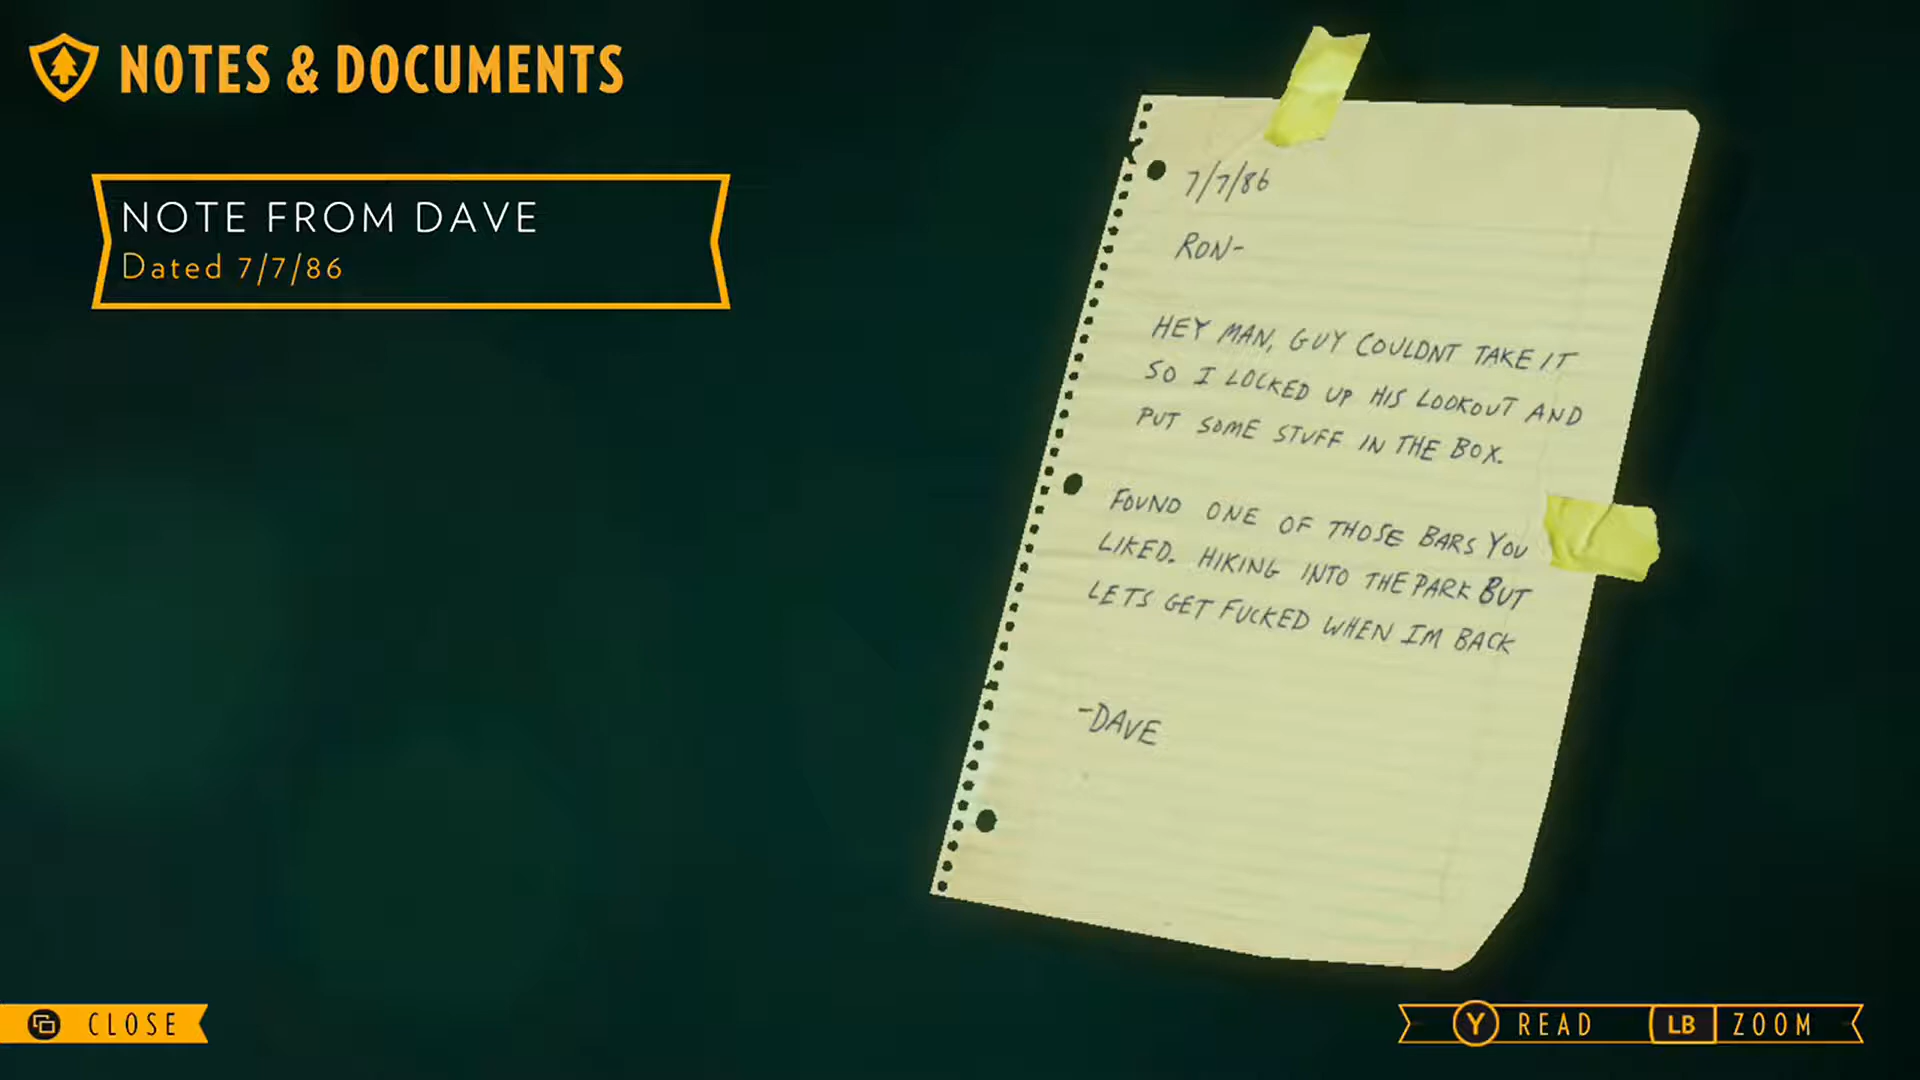 NOTES & DOCUMENTS
NOTE FROM DAVE
Dated 7/7/86
7/7/86
RON-
HEY MAN, GUY COULDNT TAKE IT
SO I LOCKED UP HIS LOOKOUT AND
PUT SOME STUFF IN THE BOX.
FOUND ONE OF THOSE BARS YOU
LIKED. HIKING INTO THE PARK BUT
LETS GET FUCKED WHEN IM BACK
-DAVE
CLOSE
Y READ LB ZOOM